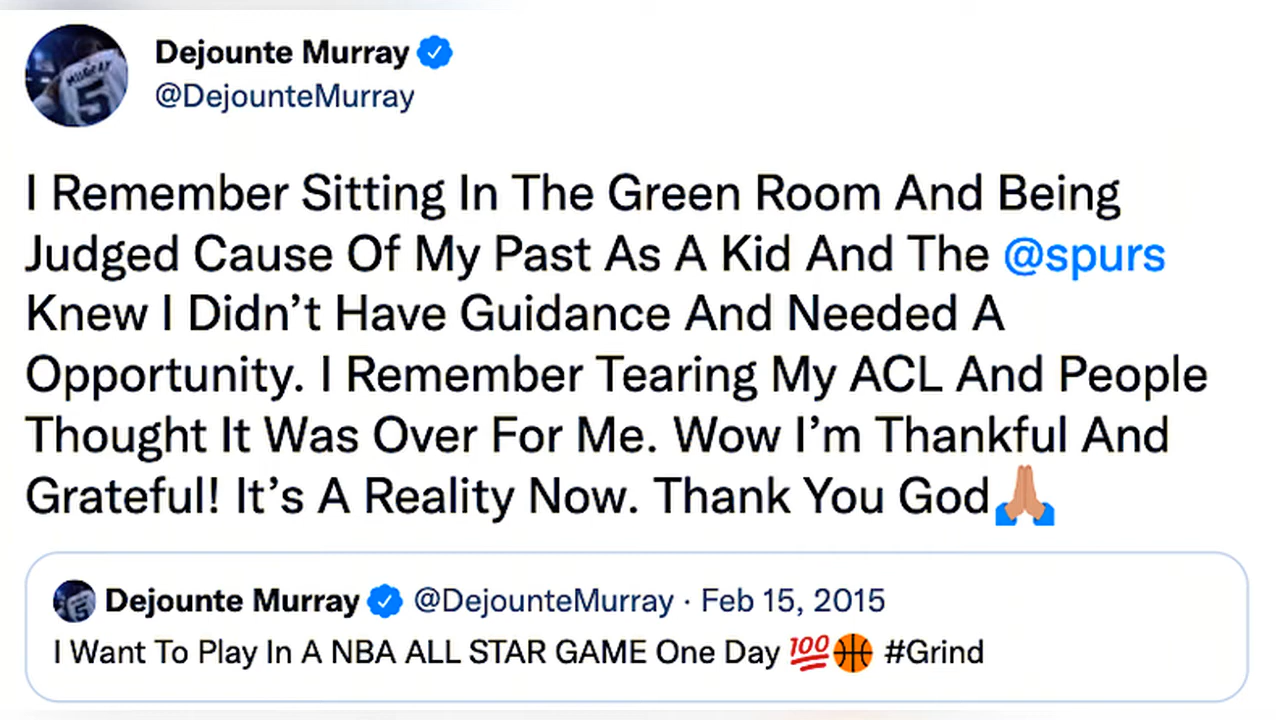 Dejounte Murray
@DejounteMurray
I Remember Sitting In The Green Room And Being
Judged Cause Of My Past As A Kid And The @spurs
Knew I Didn’t Have Guidance And Needed A
Opportunity. I Remember Tearing My ACL And People
Thought It Was Over For Me. Wow I’m Thankful And
Grateful! It’s A Reality Now. Thank You God🙏🏽
Dejounte Murray @DejounteMurray · Feb 15, 2015
I Want To Play In A NBA ALL STAR GAME One Day 💯🏀 #Grind
MURRAY
5